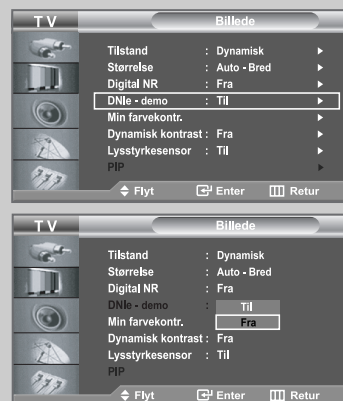 TV Billede
Tilstand : Dynamisk
Størrelse : Auto - Bred
Digital NR : Fra
DNIe - demo : Til
Min farvekontr.
Dynamisk kontrast : Fra
Lysstyrkesensor : Til
PIP
Flyt Enter Retur
TV Billede
Tilstand : Dynamisk
Størrelse : Auto - Bred
Digital NR : Fra
DNIe - demo : Til
Min farvekontr. Fra
Dynamisk kontrast : Fra
Lysstyrkesensor : Til
PIP
Flyt Enter Retur